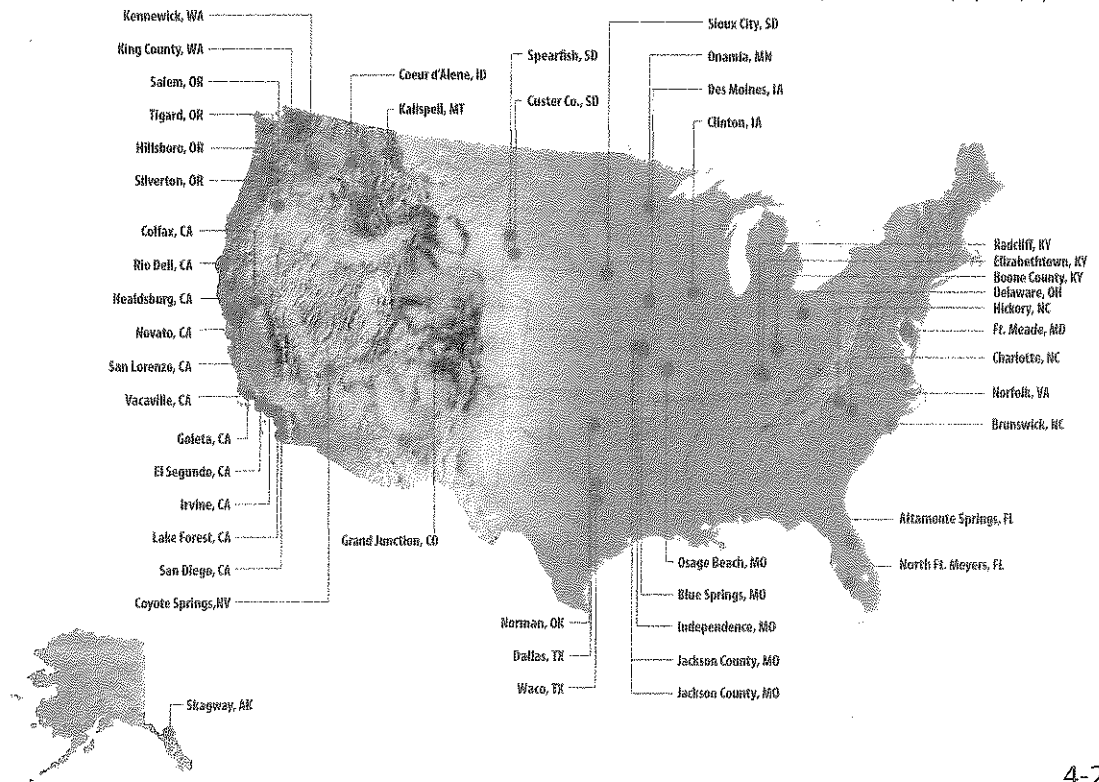 Kennewick, WA
King County, WA
Salem, OR
Tigard, OR
Hillsboro, OR
Silverton, OR
Colfax, CA
Rio Dell, CA
Healdsburg, CA
Novato, CA
San Lorenzo, CA
Vacaville, CA
Goleta, CA
El Segundo, CA
Irvine, CA
Lake Forest, CA
San Diego, CA
Coyote Springs,NV
Coeur d'Alene, ID
Kalispell, MT
Spearfish, SD
Custer Co., SD
Sioux City, SD
Onamia, MN
Des Moines, IA
Clinton, IA
Radcliff, KY
Elizabethtown, KY
Boone County, KY
Delaware, OH
Hickory, NC
Ft. Meade, MD
Charlotte, NC
Norfolk, VA
Brunswick, NC
Altamonte Springs, FL
North Ft. Meyers, FL
Grand Junction, CO
Osage Beach, MO
Blue Springs, MO
Independence, MO
Jackson County, MO
Jackson County, MO
Norman, OK
Dallas, TX
Waco, TX
Skagway, AK